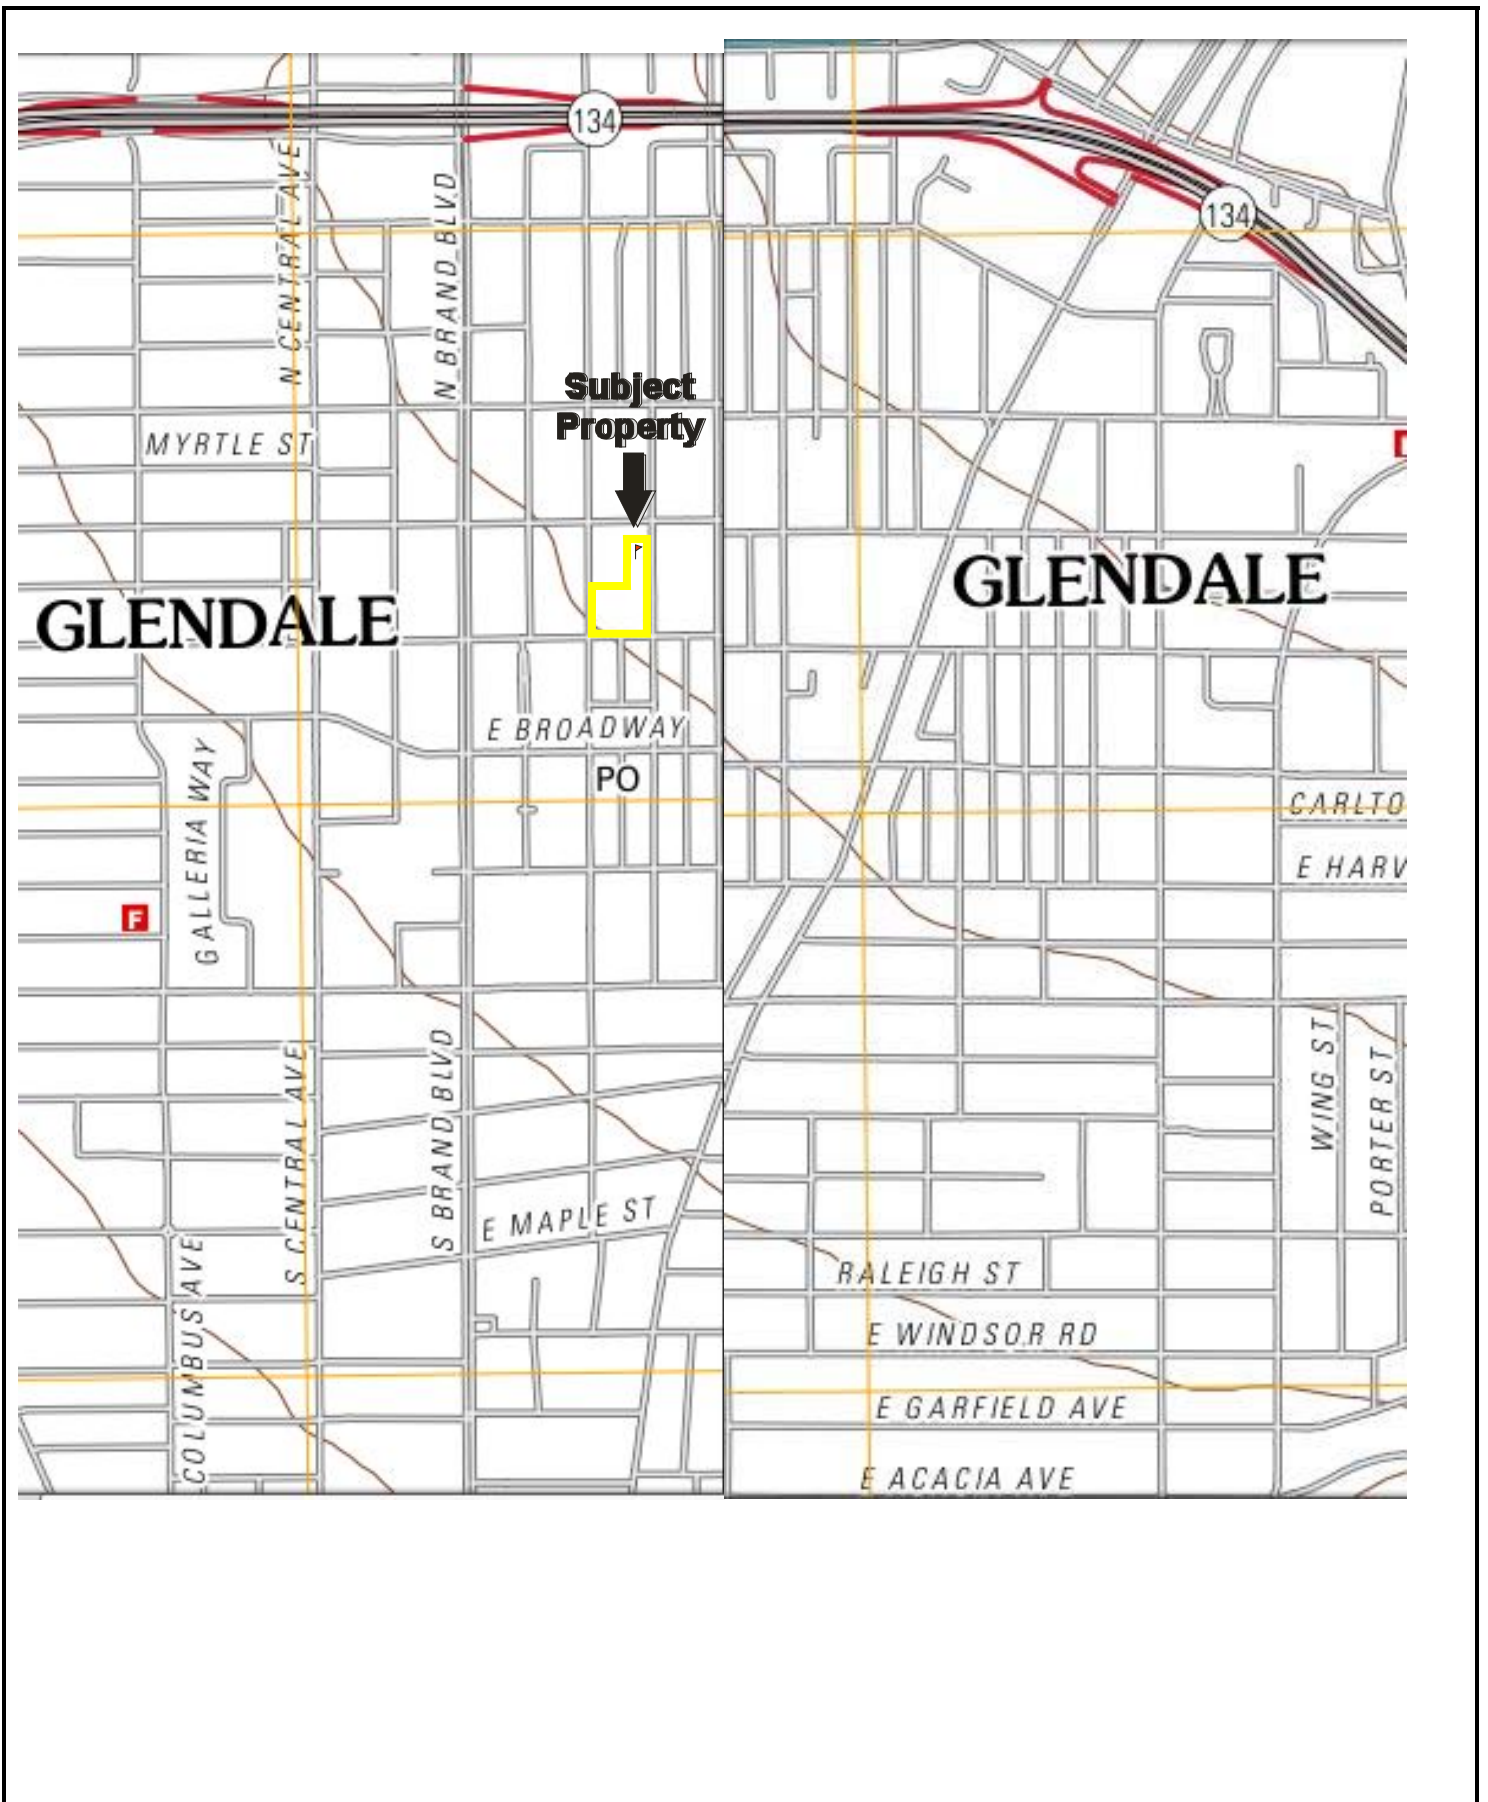 134
134
N CENTRAL AVE
N BRAND BLVD
Subject
Property
MYRTLE ST
GLENDALE
GLENDALE
E BROADWAY
PO
GALLERIA WAY
CARLTO
E HARV
F
S CENTRAL AVE
S BRAND BLVD
WING ST
PORTER ST
E MAPLE ST
COLUMBUS AVE
RALEIGH ST
E WINDSOR RD
E GARFIELD AVE
E ACACIA AVE